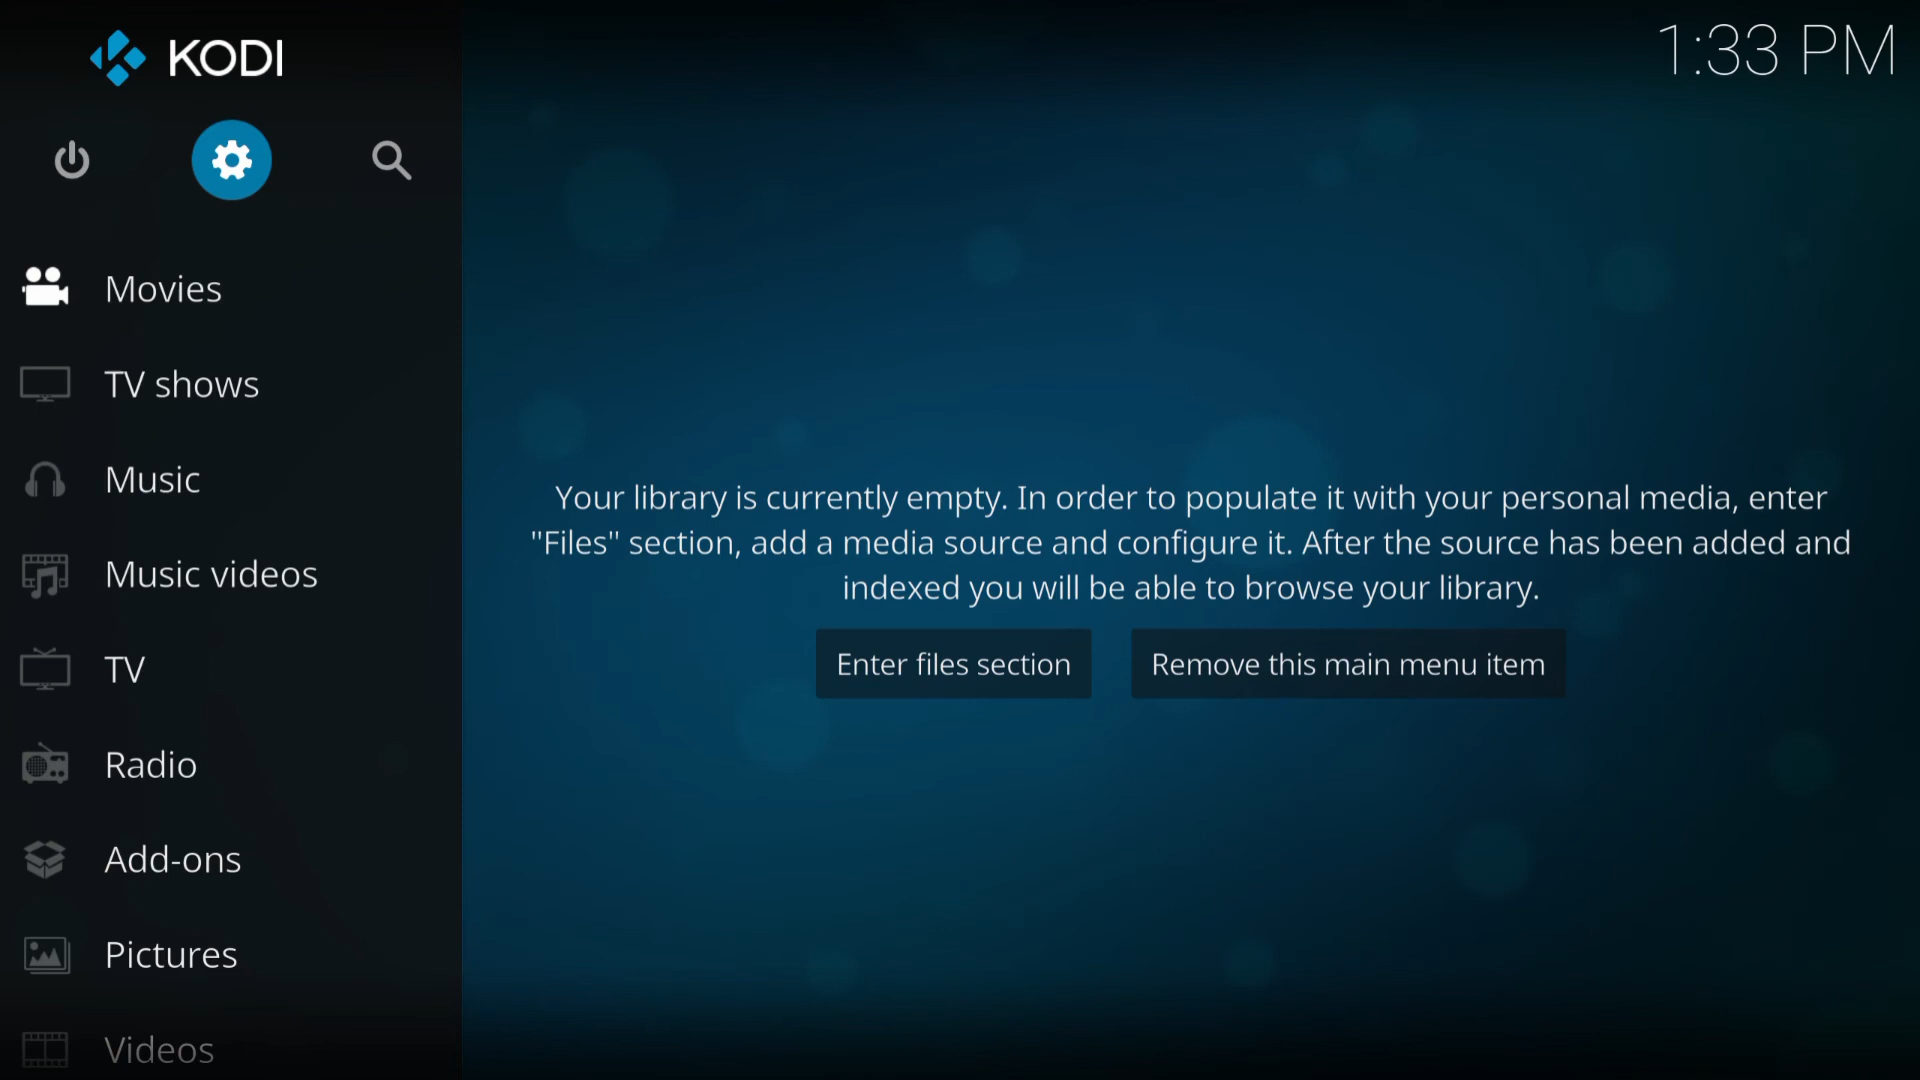 KODI
1:33 PM
Movies
TV shows
Music
Music videos
TV
Radio
Add-ons
Pictures
Videos
Your library is currently empty. In order to populate it with your personal media, enter
"Files" section, add a media source and configure it. After the source has been added and
indexed you will be able to browse your library.
Enter files section
Remove this main menu item